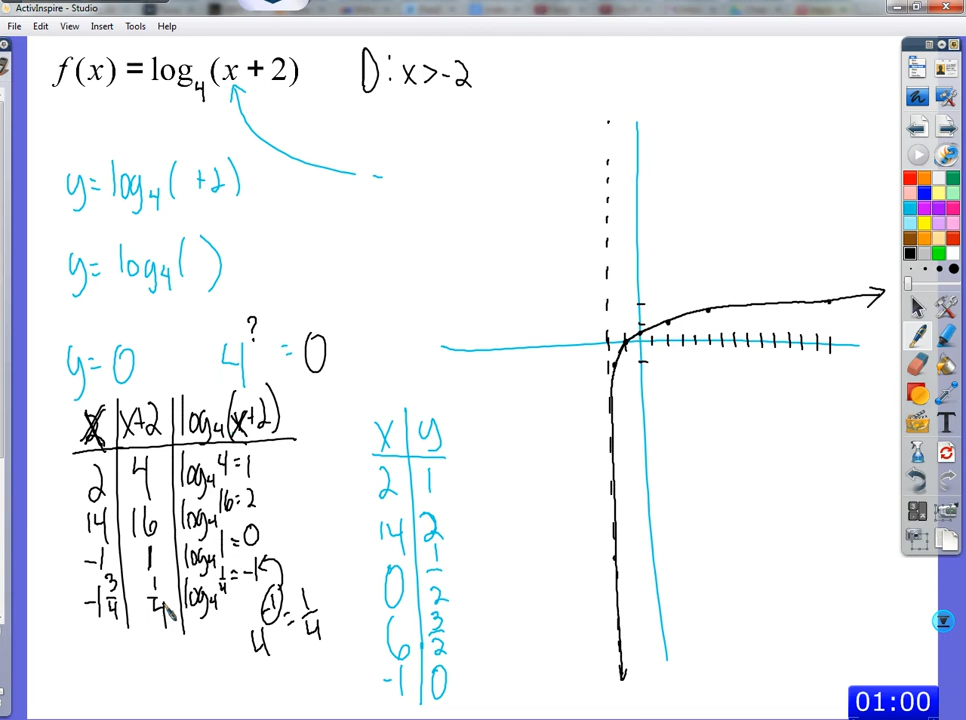 ActivInspire - Studio
File Edit View Insert Tools Help
f(x) = log₄(x + 2) D: x > -2
y = log₄( +2)
y = log₄( )
y = 0 4^? = 0
x | x+2 | log₄(x+2)
2 | 4 | log₄ 4 = 1
14 | 16 | log₄ 16 = 2
-1 | 1 | log₄ 1 = 0
-1 3/4 | 1/4 | log₄ 1/4 = -1
4^-1 = 1/4
x | y
2 | 1
14 | 2
0 | 1/2
6 | 3/2
-1 | 0
T
01:00